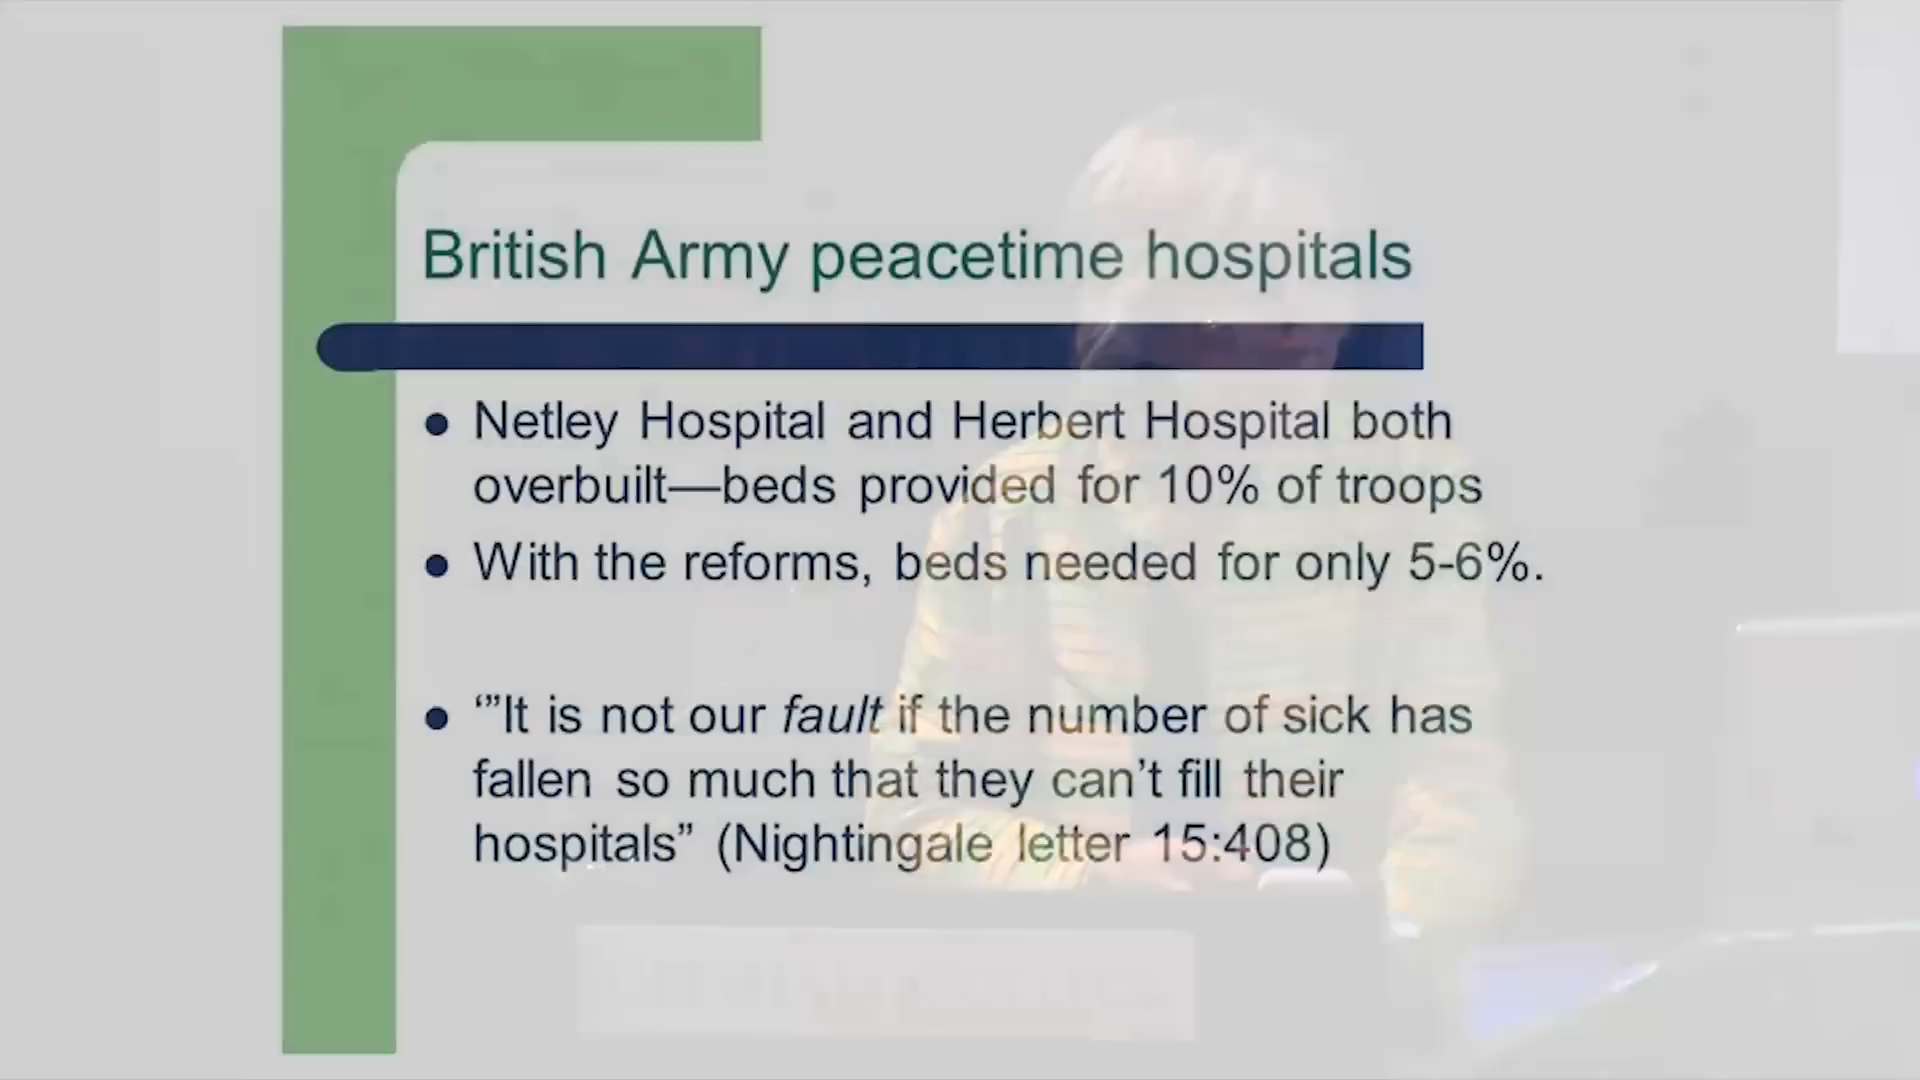 British Army peacetime hospitals
● Netley Hospital and Herbert Hospital both
overbuilt—beds provided for 10% of troops
● With the reforms, beds needed for only 5-6%.
● ‘”It is not our fault if the number of sick has
fallen so much that they can’t fill their
hospitals” (Nightingale letter 15:408)